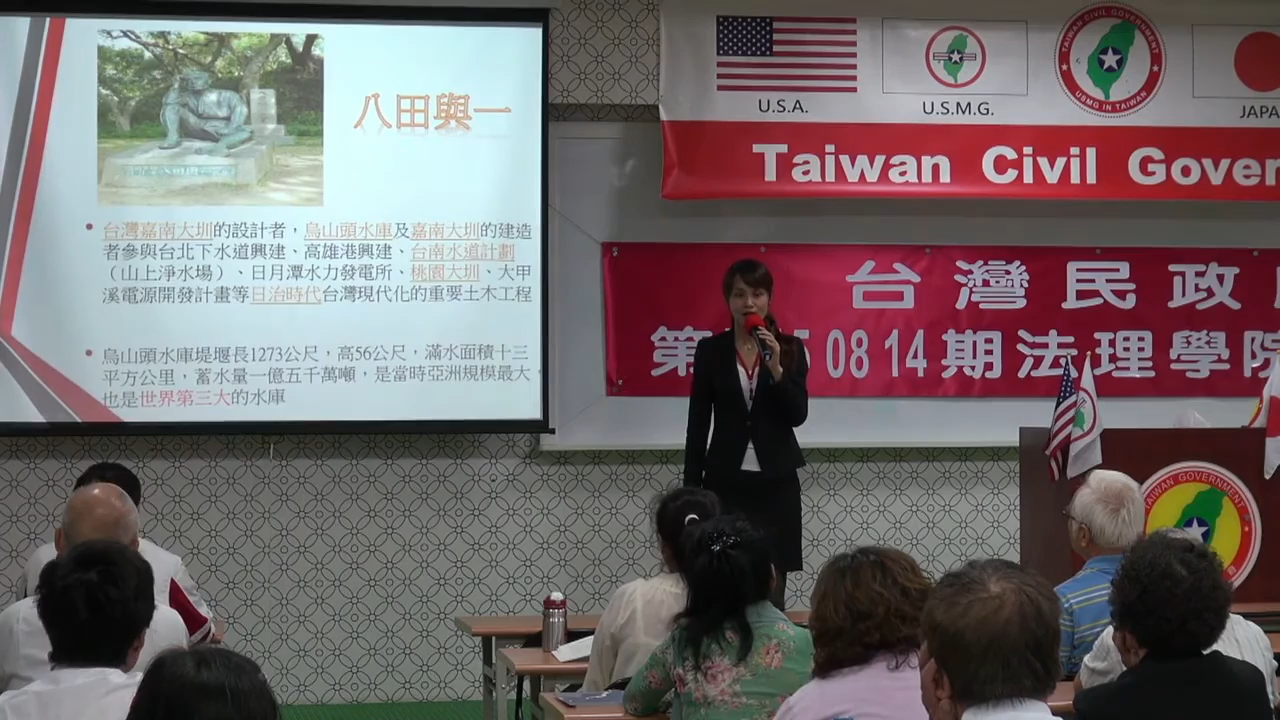 八田與一
• 台灣嘉南大圳的設計者，烏山頭水庫及嘉南大圳的建造
者參與台北下水道興建、高雄港興建、台南水道計劃
（山上淨水場）、日月潭水力發電所、桃園大圳、大甲
溪電源開發計畫等日治時代台灣現代化的重要土木工程
• 烏山頭水庫堤堰長1273公尺，高56公尺，滿水面積十三
平方公里，蓄水量一億五千萬噸，是當時亞洲規模最大，
也是世界第三大的水庫
U.S.A.
U.S.M.G.
TAIWAN CIVIL GOVERNMENT
USMG IN TAIWAN
JAPA
Taiwan Civil Gover
台灣民政
第 5 08 14期法理學院
TAIWAN GOVERNMENT